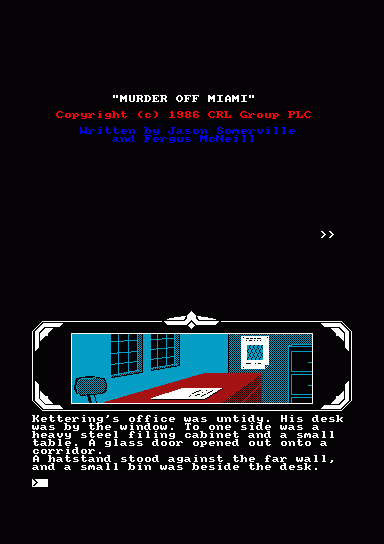 "MURDER OFF MIAMI"
Copyright (c) 1986 CRL Group PLC
Written by Jason Somerville
and Fergus McNeill
>>
Kettering's office was untidy. His desk
was by the window. To one side was a
heavy steel filing cabinet and a small
table. A glass door opened out onto a
corridor.
A hatstand stood against the far wall,
and a small bin was beside the desk.
>